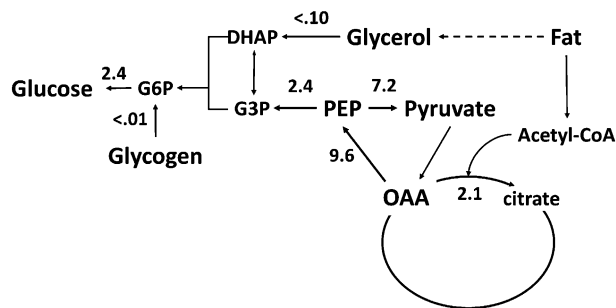 <.10
DHAP
Glycerol
Fat
2.4
Glucose
G6P
2.4
7.2
G3P
PEP
Pyruvate
<.01
Glycogen
Acetyl-CoA
9.6
OAA
2.1
citrate